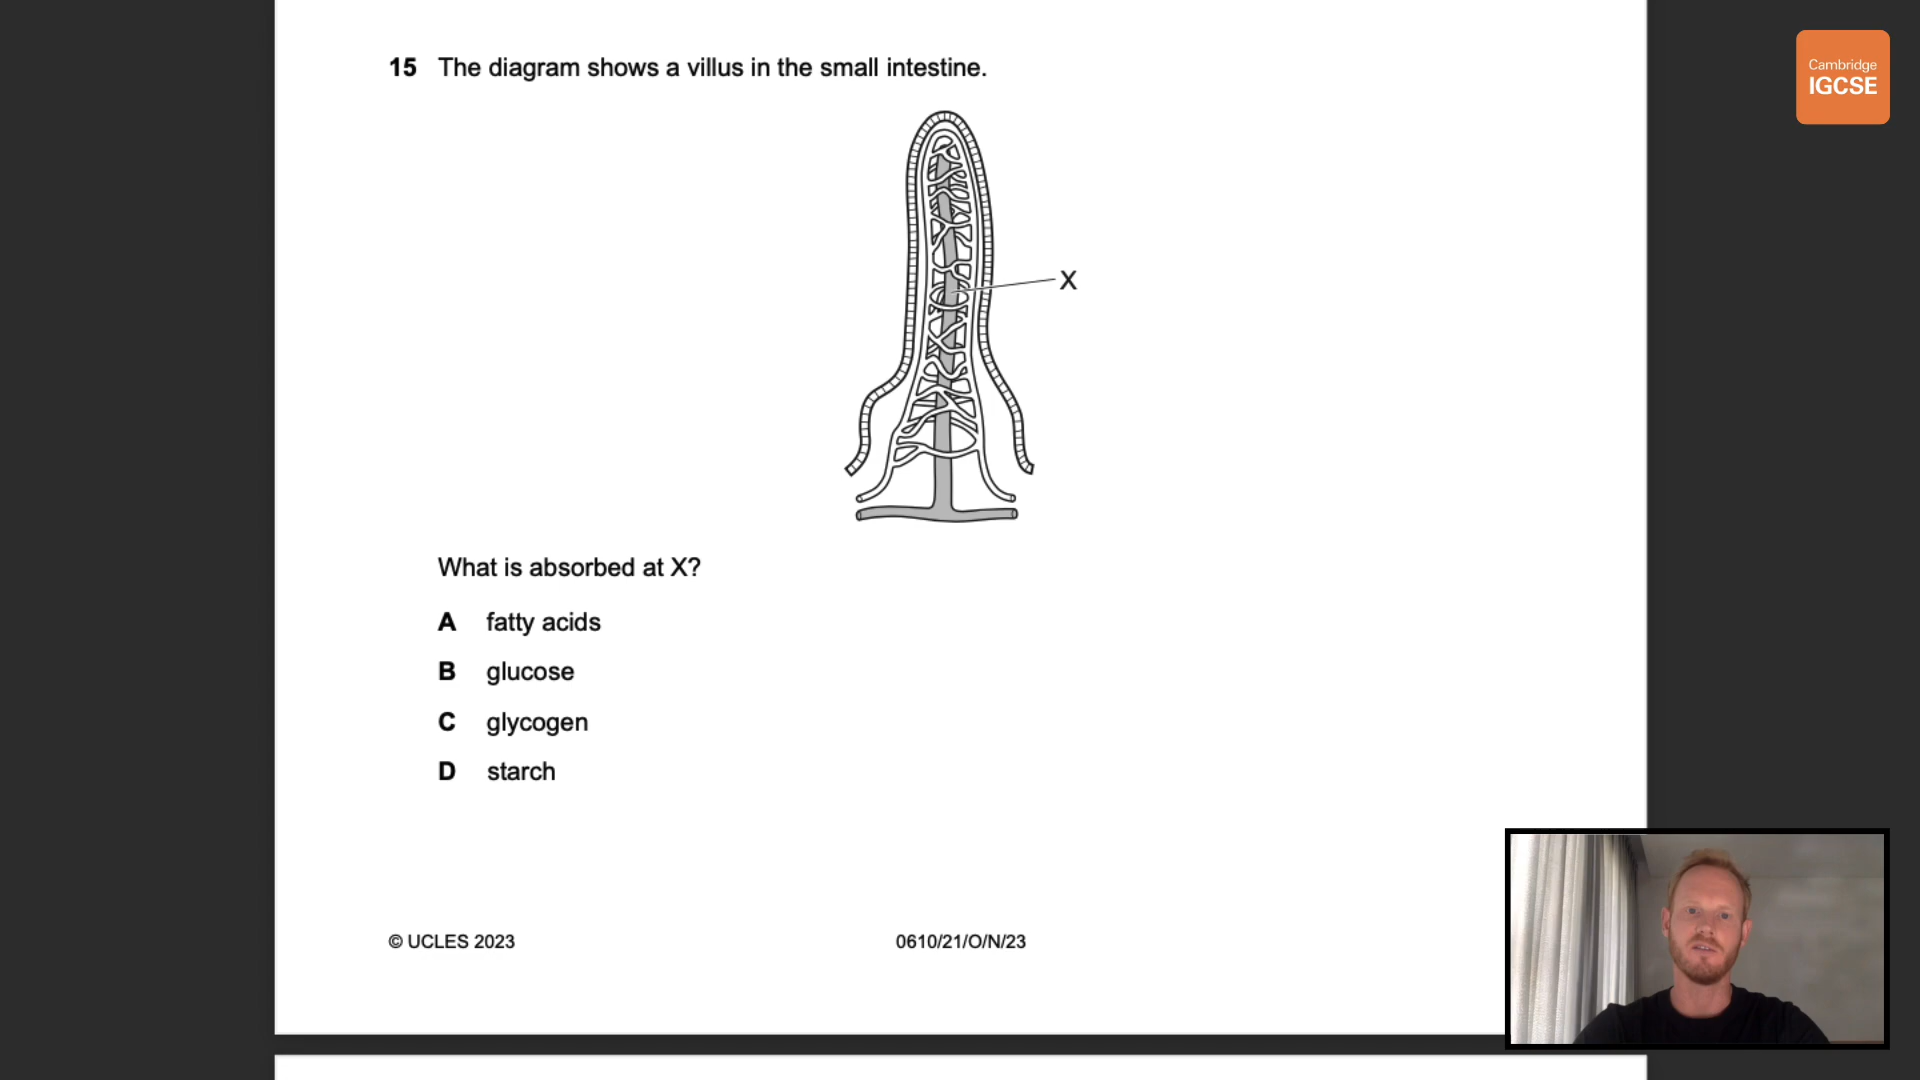 Cambridge
IGCSE
15 The diagram shows a villus in the small intestine.
X
What is absorbed at X?
A fatty acids
B glucose
C glycogen
D starch
© UCLES 2023
0610/21/O/N/23